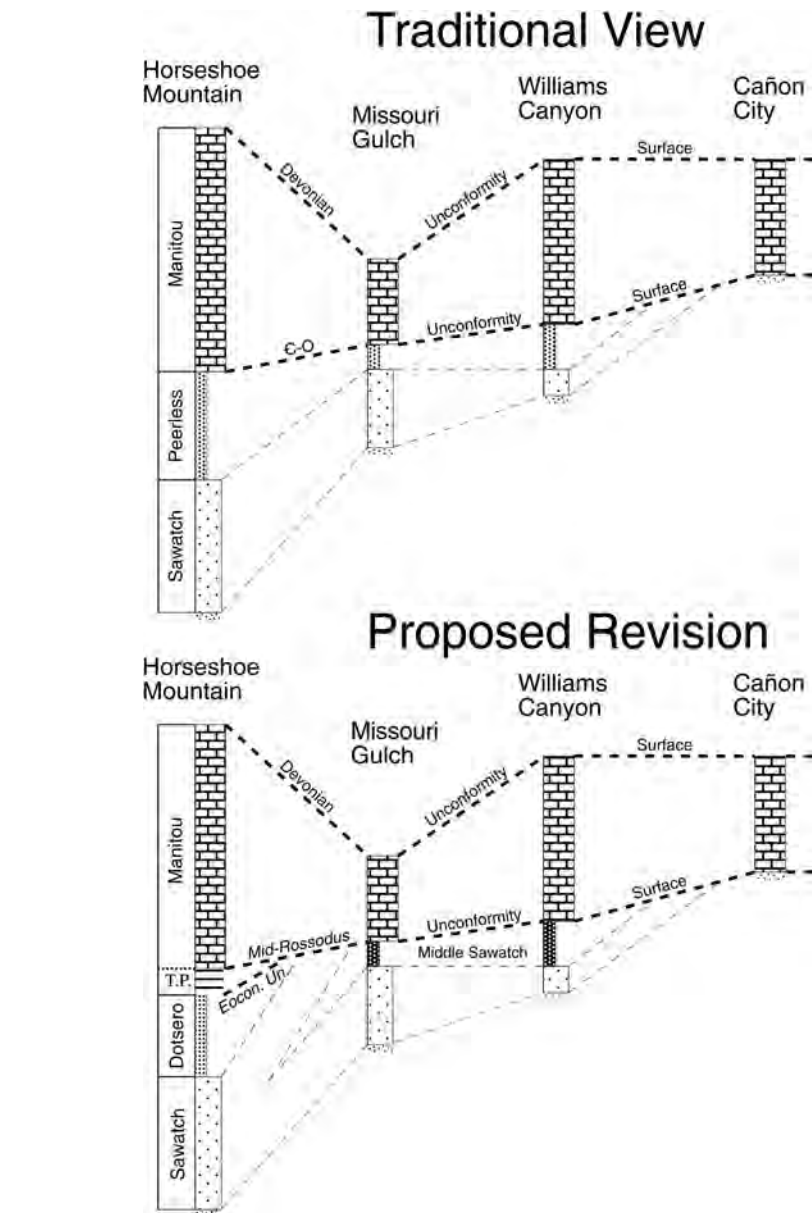 Traditional View
Horseshoe
Mountain
Missouri
Gulch
Williams
Canyon
Cañon
City
Devonian
Unconformity
Surface
Manitou
Є-O
Unconformity
Surface
Peerless
Sawatch
Proposed Revision
Horseshoe
Mountain
Missouri
Gulch
Williams
Canyon
Cañon
City
Devonian
Unconformity
Surface
Manitou
Mid-Rossodus
Unconformity
Surface
Middle Sawatch
T.P.
Eocon. Un.
Dotsero
Sawatch